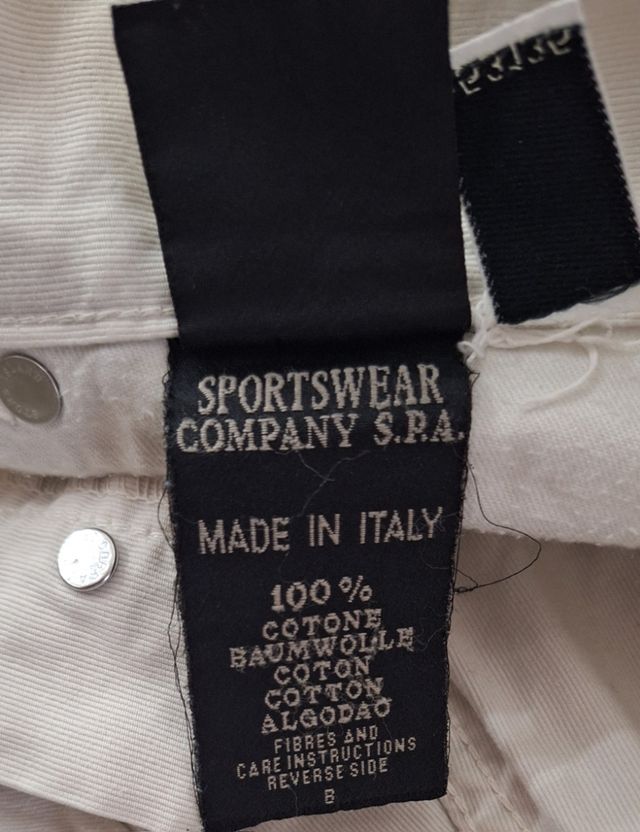 SPORTSWEAR
COMPANY S.P.A.
MADE IN ITALY
100%
COTONE
BAUMWOLLE
COTON
COTTON
ALGODAO
FIBRES AND
CARE INSTRUCTIONS
REVERSE SIDE
B